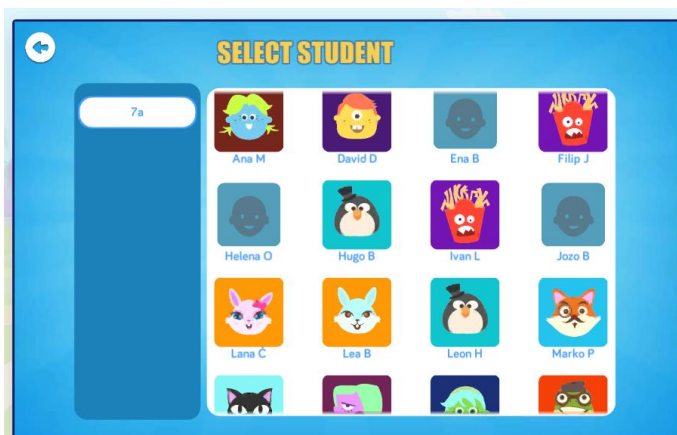 SELECT STUDENT
7a
Ana M
David D
Ena B
Filip J
Helena O
Hugo B
Ivan L
Jozo B
Lana Č
Lea B
Leon H
Marko P